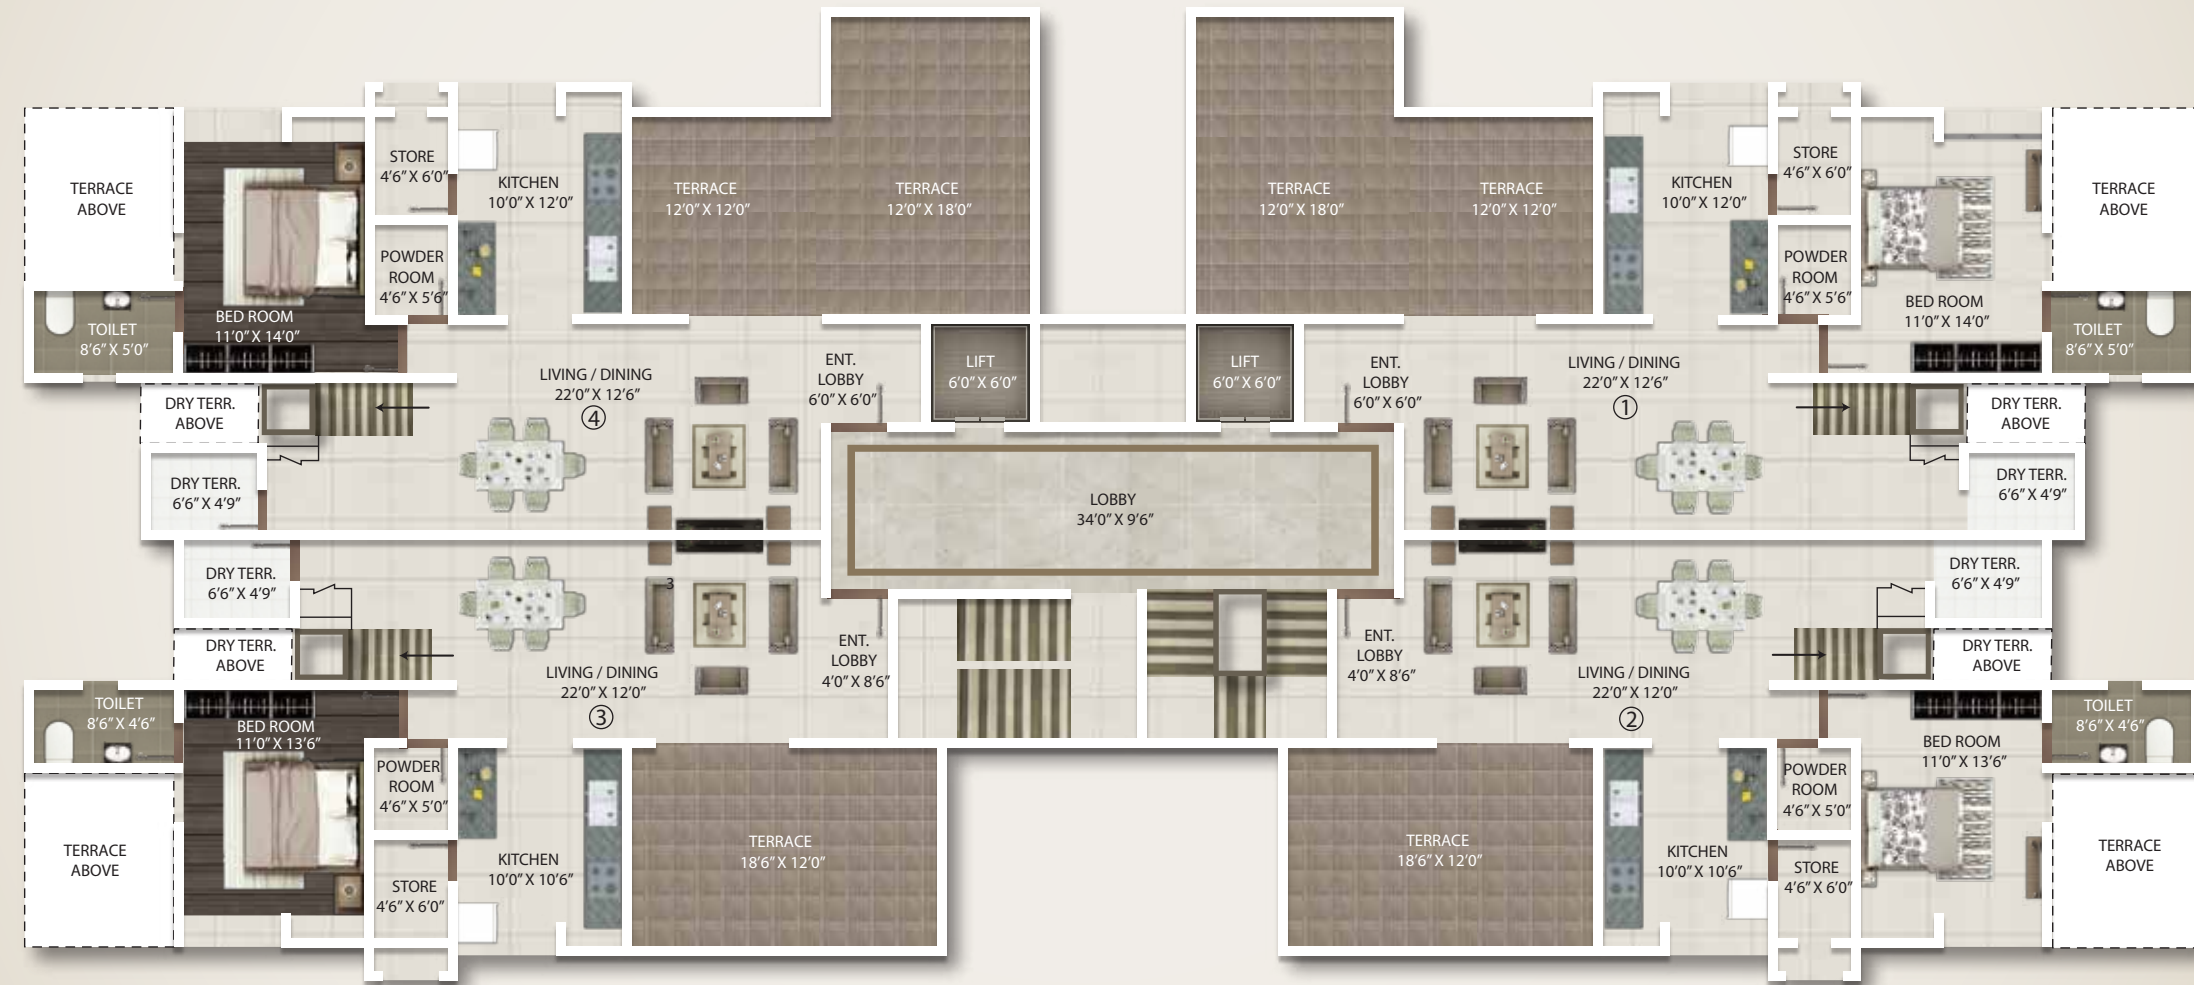 TERRACE
ABOVE
STORE
4'6" X 6'0"
KITCHEN
10'0" X 12'0"
TERRACE
12'0" X 12'0"
TERRACE
12'0" X 18'0"
TERRACE
12'0" X 18'0"
TERRACE
12'0" X 12'0"
KITCHEN
10'0" X 12'0"
STORE
4'6" X 6'0"
TERRACE
ABOVE
POWDER
ROOM
4'6" X 5'6"
POWDER
ROOM
4'6" X 5'6"
TOILET
8'6" X 5'0"
BED ROOM
11'0" X 14'0"
BED ROOM
11'0" X 14'0"
TOILET
8'6" X 5'0"
LIVING / DINING
22'0" X 12'6"
④
ENT.
LOBBY
6'0" X 6'0"
LIFT
6'0" X 6'0"
LIFT
6'0" X 6'0"
ENT.
LOBBY
6'0" X 6'0"
LIVING / DINING
22'0" X 12'6"
①
DRY TERR.
ABOVE
DRY TERR.
ABOVE
DRY TERR.
6'6" X 4'9"
LOBBY
34'0" X 9'6"
DRY TERR.
6'6" X 4'9"
DRY TERR.
6'6" X 4'9"
3
DRY TERR.
6'6" X 4'9"
DRY TERR.
ABOVE
LIVING / DINING
22'0" X 12'0"
③
ENT.
LOBBY
4'0" X 8'6"
ENT.
LOBBY
4'0" X 8'6"
LIVING / DINING
22'0" X 12'0"
②
DRY TERR.
ABOVE
TOILET
8'6" X 4'6"
BED ROOM
11'0" X 13'6"
BED ROOM
11'0" X 13'6"
TOILET
8'6" X 4'6"
POWDER
ROOM
4'6" X 5'0"
POWDER
ROOM
4'6" X 5'0"
TERRACE
ABOVE
STORE
4'6" X 6'0"
KITCHEN
10'0" X 10'6"
TERRACE
18'6" X 12'0"
TERRACE
18'6" X 12'0"
KITCHEN
10'0" X 10'6"
STORE
4'6" X 6'0"
TERRACE
ABOVE